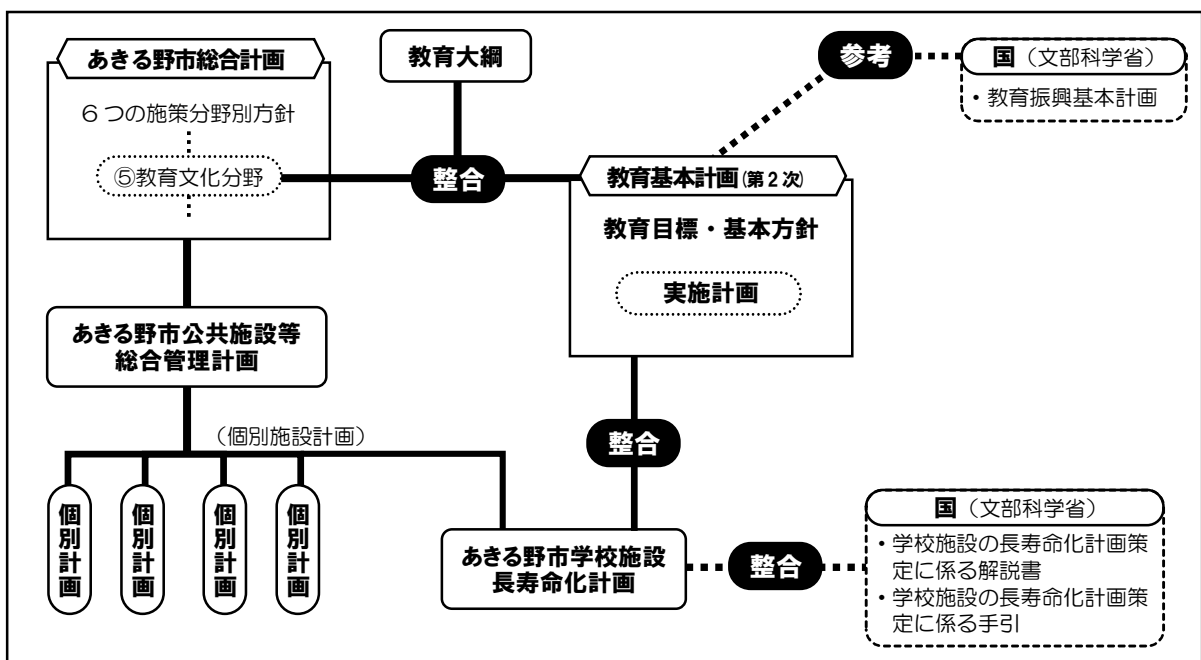 あきる野市総合計画
6つの施策分野別方針
⑤教育文化分野
教育大綱
整合
参考
国（文部科学省）
・教育振興基本計画
教育基本計画(第2次)
教育目標・基本方針
実施計画
あきる野市公共施設等
総合管理計画
（個別施設計画）
個別計画
個別計画
個別計画
個別計画
整合
あきる野市学校施設
長寿命化計画
整合
国（文部科学省）
・学校施設の長寿命化計画策
定に係る解説書
・学校施設の長寿命化計画策
定に係る手引